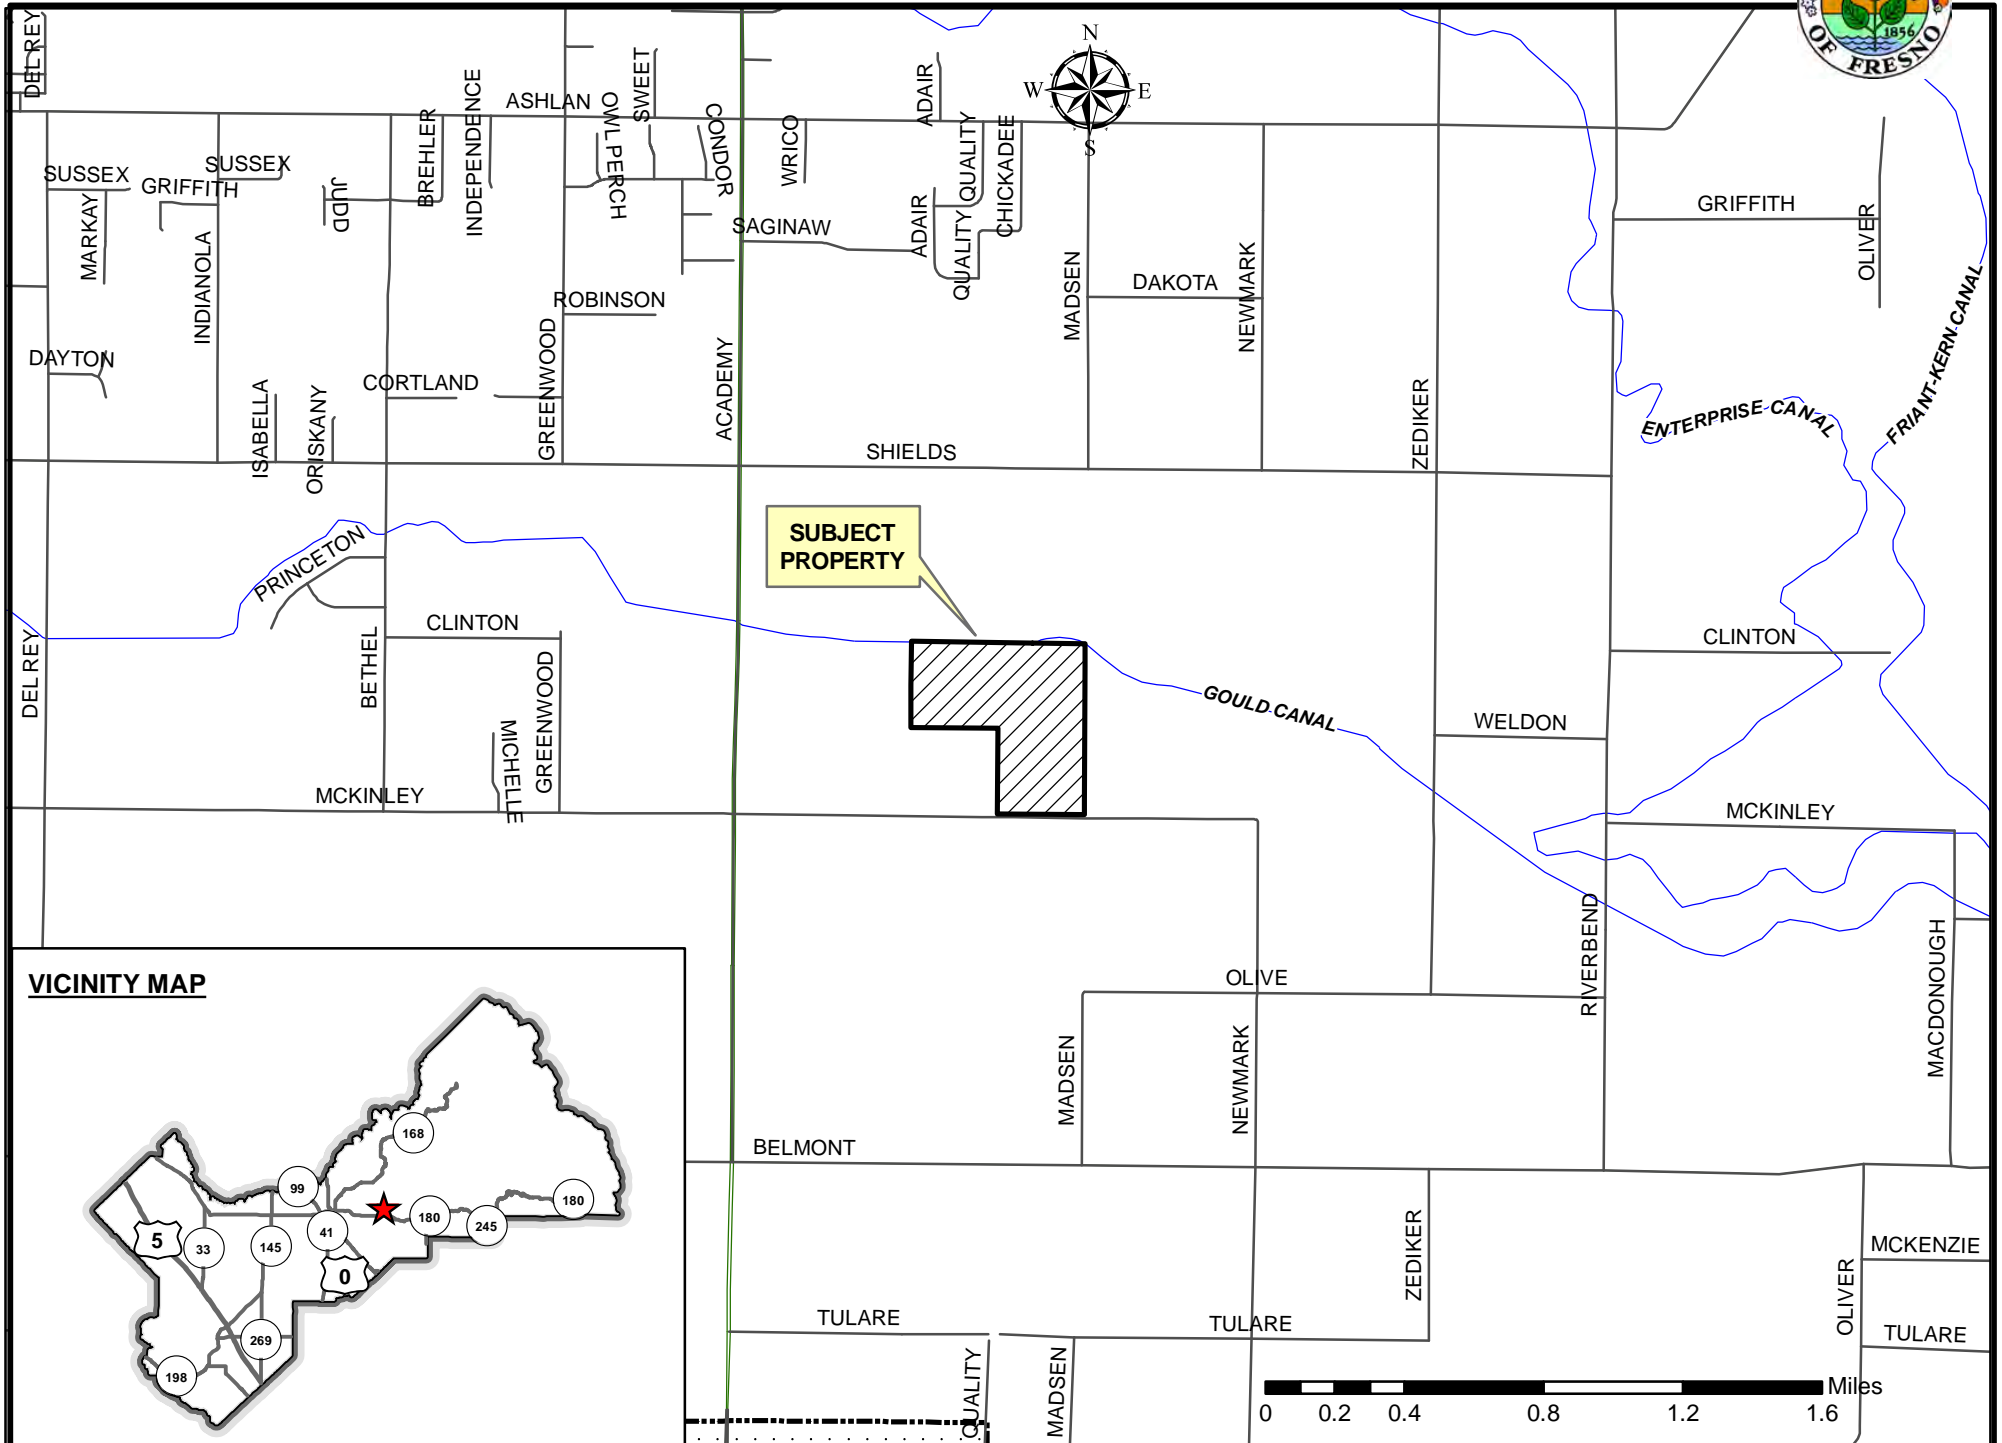 1856
OF FRESNO
N
W E
S
DEL REY
ASHLAN
SWEET
OWL PERCH
CONDOR
ADAIR
INDEPENDENCE
BREHLER
WRICO
QUALITY
CHICKADEE
SUSSEX
SUSSEX
GRIFFITH
JUDD
MARKAY
INDIANOLA
SAGINAW
ADAIR
QUALITY
GRIFFITH
OLIVER
MADSEN
DAKOTA
NEWMARK
ROBINSON
DAYTON
CORTLAND
GREENWOOD
ACADEMY
ISABELLA
ORISKANY
SHIELDS
ZEDIKER
ENTERPRISE CANAL
FRIANT-KERN CANAL
SUBJECT
PROPERTY
PRINCETON
CLINTON
CLINTON
DEL REY
BETHEL
GREENWOOD
MICHELLE
GOULD CANAL
WELDON
MCKINLEY
MCKINLEY
RIVERBEND
MACDONOUGH
OLIVE
MADSEN
NEWMARK
BELMONT
ZEDIKER
OLIVER
MCKENZIE
TULARE
TULARE
TULARE
QUALITY
MADSEN
VICINITY MAP
168
99
180
180
245
41
5
33
145
0
269
198
Miles
0 0.2 0.4 0.8 1.2 1.6